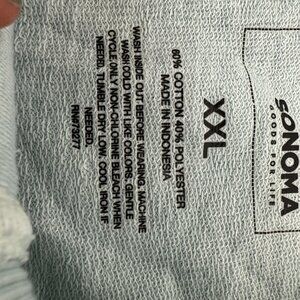 SONOMA
GOODS FOR LIFE
XXL
60% COTTON 40% POLYESTER
MADE IN INDONESIA
WASH INSIDE OUT BEFORE WEARING. MACHINE
WASH COLD WITH LIKE COLORS. GENTLE
CYCLE.ONLY NON-CHLORINE BLEACH WHEN
NEEDED. TUMBLE DRY LOW. COOL IRON IF
NEEDED.
RN#73277